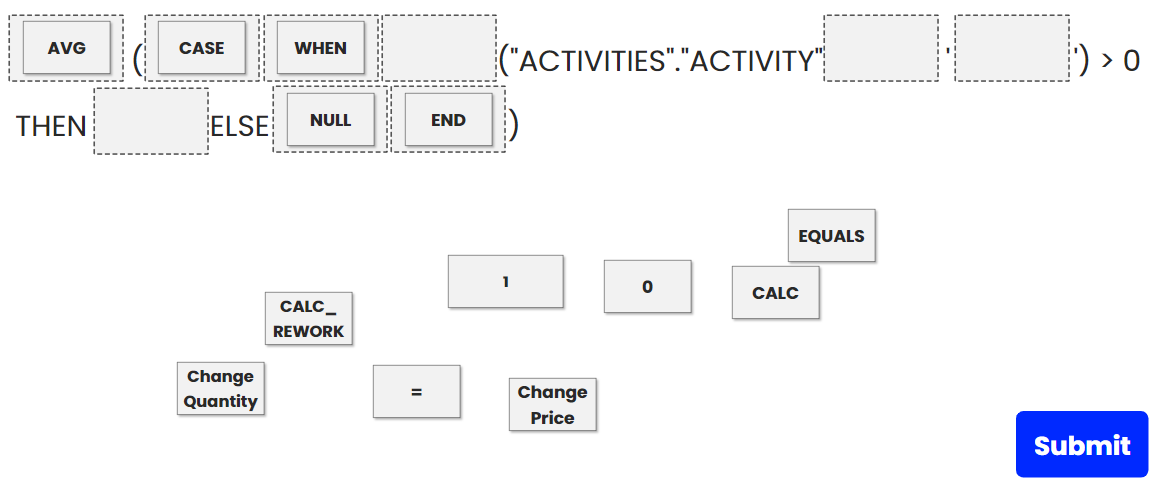 AVG ( CASE WHEN ("ACTIVITIES"."ACTIVITY" ' ') > 0
THEN ELSE NULL END )
EQUALS
1 0 CALC
CALC_
REWORK
Change
Quantity
=
Change
Price
Submit